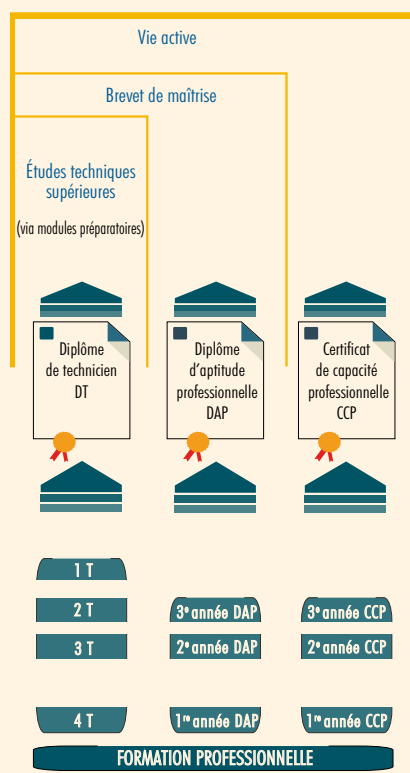 Vie active
Brevet de maîtrise
Études techniques
supérieures
(via modules préparatoires)
Diplôme
de technicien
DT
Diplôme
d'aptitude
professionnelle
DAP
Certificat
de capacité
professionnelle
CCP
1 T
2 T
3e année DAP
3e année CCP
3 T
2e année DAP
2e année CCP
4 T
1re année DAP
1re année CCP
FORMATION PROFESSIONNELLE